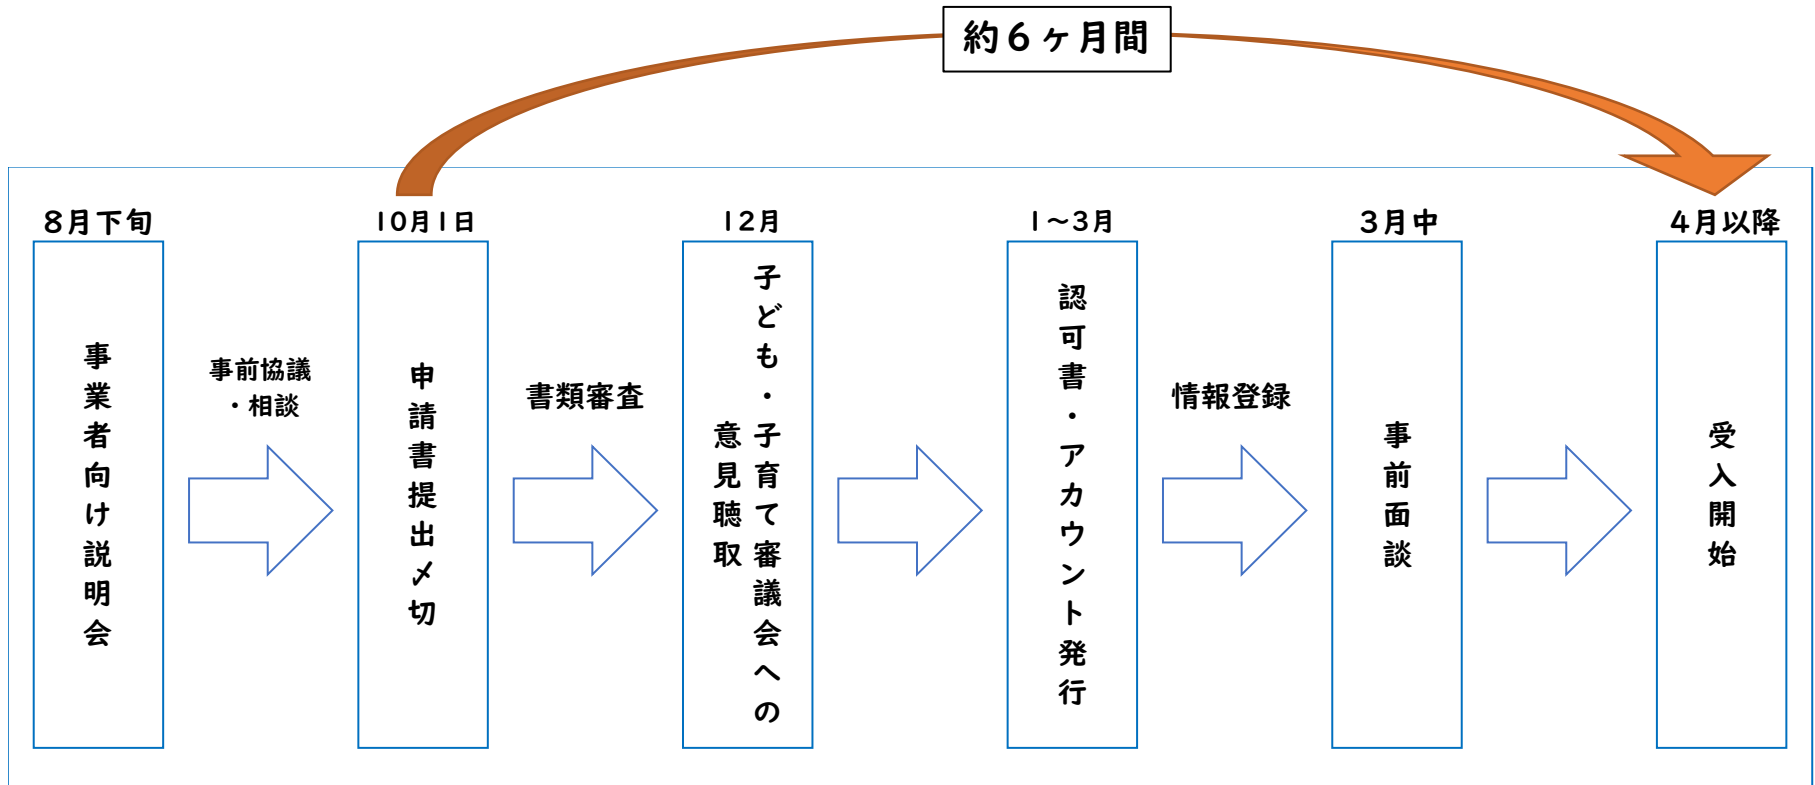 約６ヶ月間
８月下旬
事業者向け説明会
事前協議
・相談
１０月１日
申請書提出〆切
書類審査
１２月
子ども・子育て審議会への
意見聴取
１～３月
認可書・アカウント発行
情報登録
３月中
事前面談
４月以降
受入開始